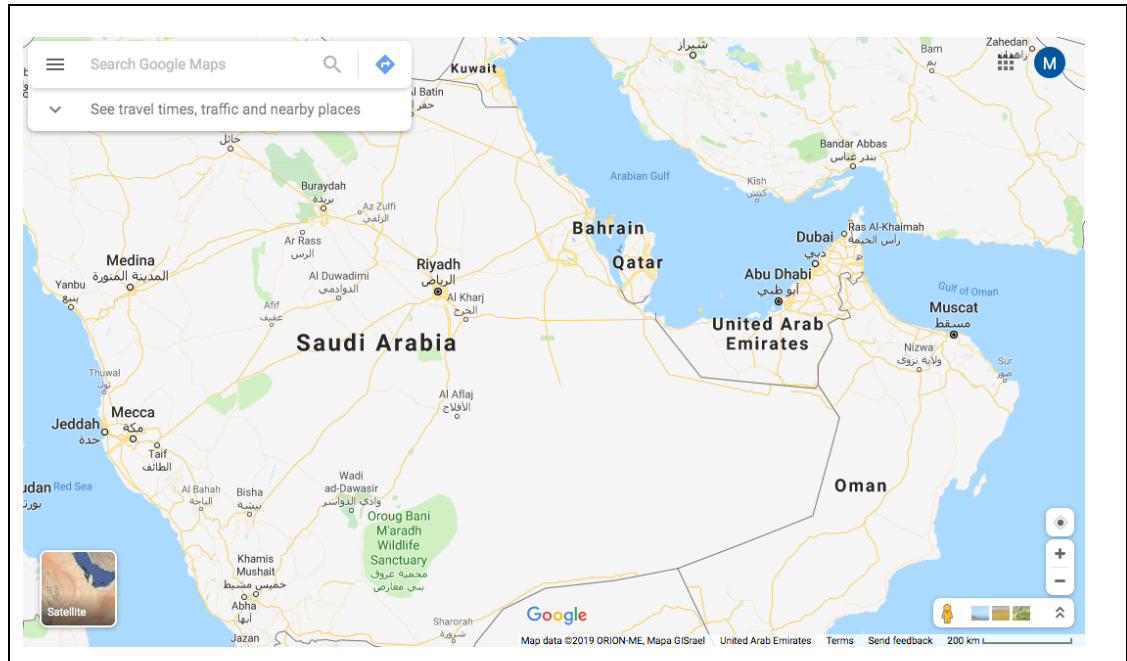 Search Google Maps
See travel times, traffic and nearby places
M
Kuwait
l Batin
حفر ا
شيراز
Bam
بم
Zahedan
زاهدان
حائل
Bandar Abbas
بندر عباس
Arabian Gulf
Kish
كيش
Buraydah
بريدة
Az Zulfi
الزلفي
Bahrain
Ras Al-Khaimah
رأس الخيمة
Dubai
دبي
Ar Rass
الرس
Medina
المدينة المنورة
Riyadh
الرياض
Qatar
Abu Dhabi
أبو ظبي
Yanbu
ينبع
Al Duwadimi
الدوادمي
Al Kharj
الخرج
Gulf of Oman
Muscat
مسقط
Afif
عفيف
United Arab
Emirates
Saudi Arabia
Nizwa
ولاية نزوى
Sur
صور
Thuwal
ثول
Al Aflaj
الأفلاج
Mecca
مكة
Jeddah
جدة
Taif
الطائف
Wadi
ad-Dawasir
وادي الدواسر
udan
بورت
Red Sea
Al Bahah
الباحة
Bisha
بيشة
Oman
Oroug Bani
M'aradh
Wildlife
Sanctuary
محمية عروق
بني معارض
Khamis
Mushait
خميس مشيط
Abha
أبها
Satellite
Jazan
Sharorah
شرورة
Google
Map data ©2019 ORION-ME, Mapa GISrael United Arab Emirates Terms Send feedback 200 km